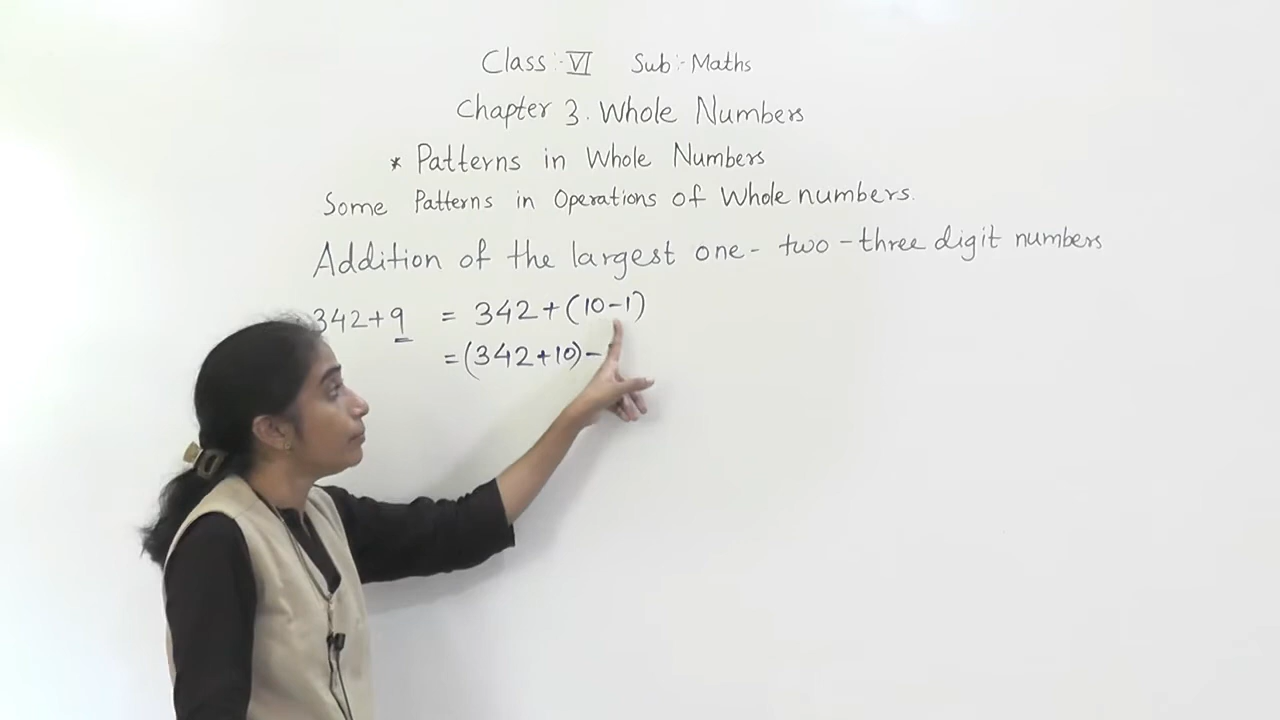 Class :- VI Sub :- Maths
Chapter 3. Whole Numbers
* Patterns in Whole Numbers
Some Patterns in Operations of Whole numbers.
Addition of the largest one - two - three digit numbers
342+9 = 342+(10-1)
=(342+10)-